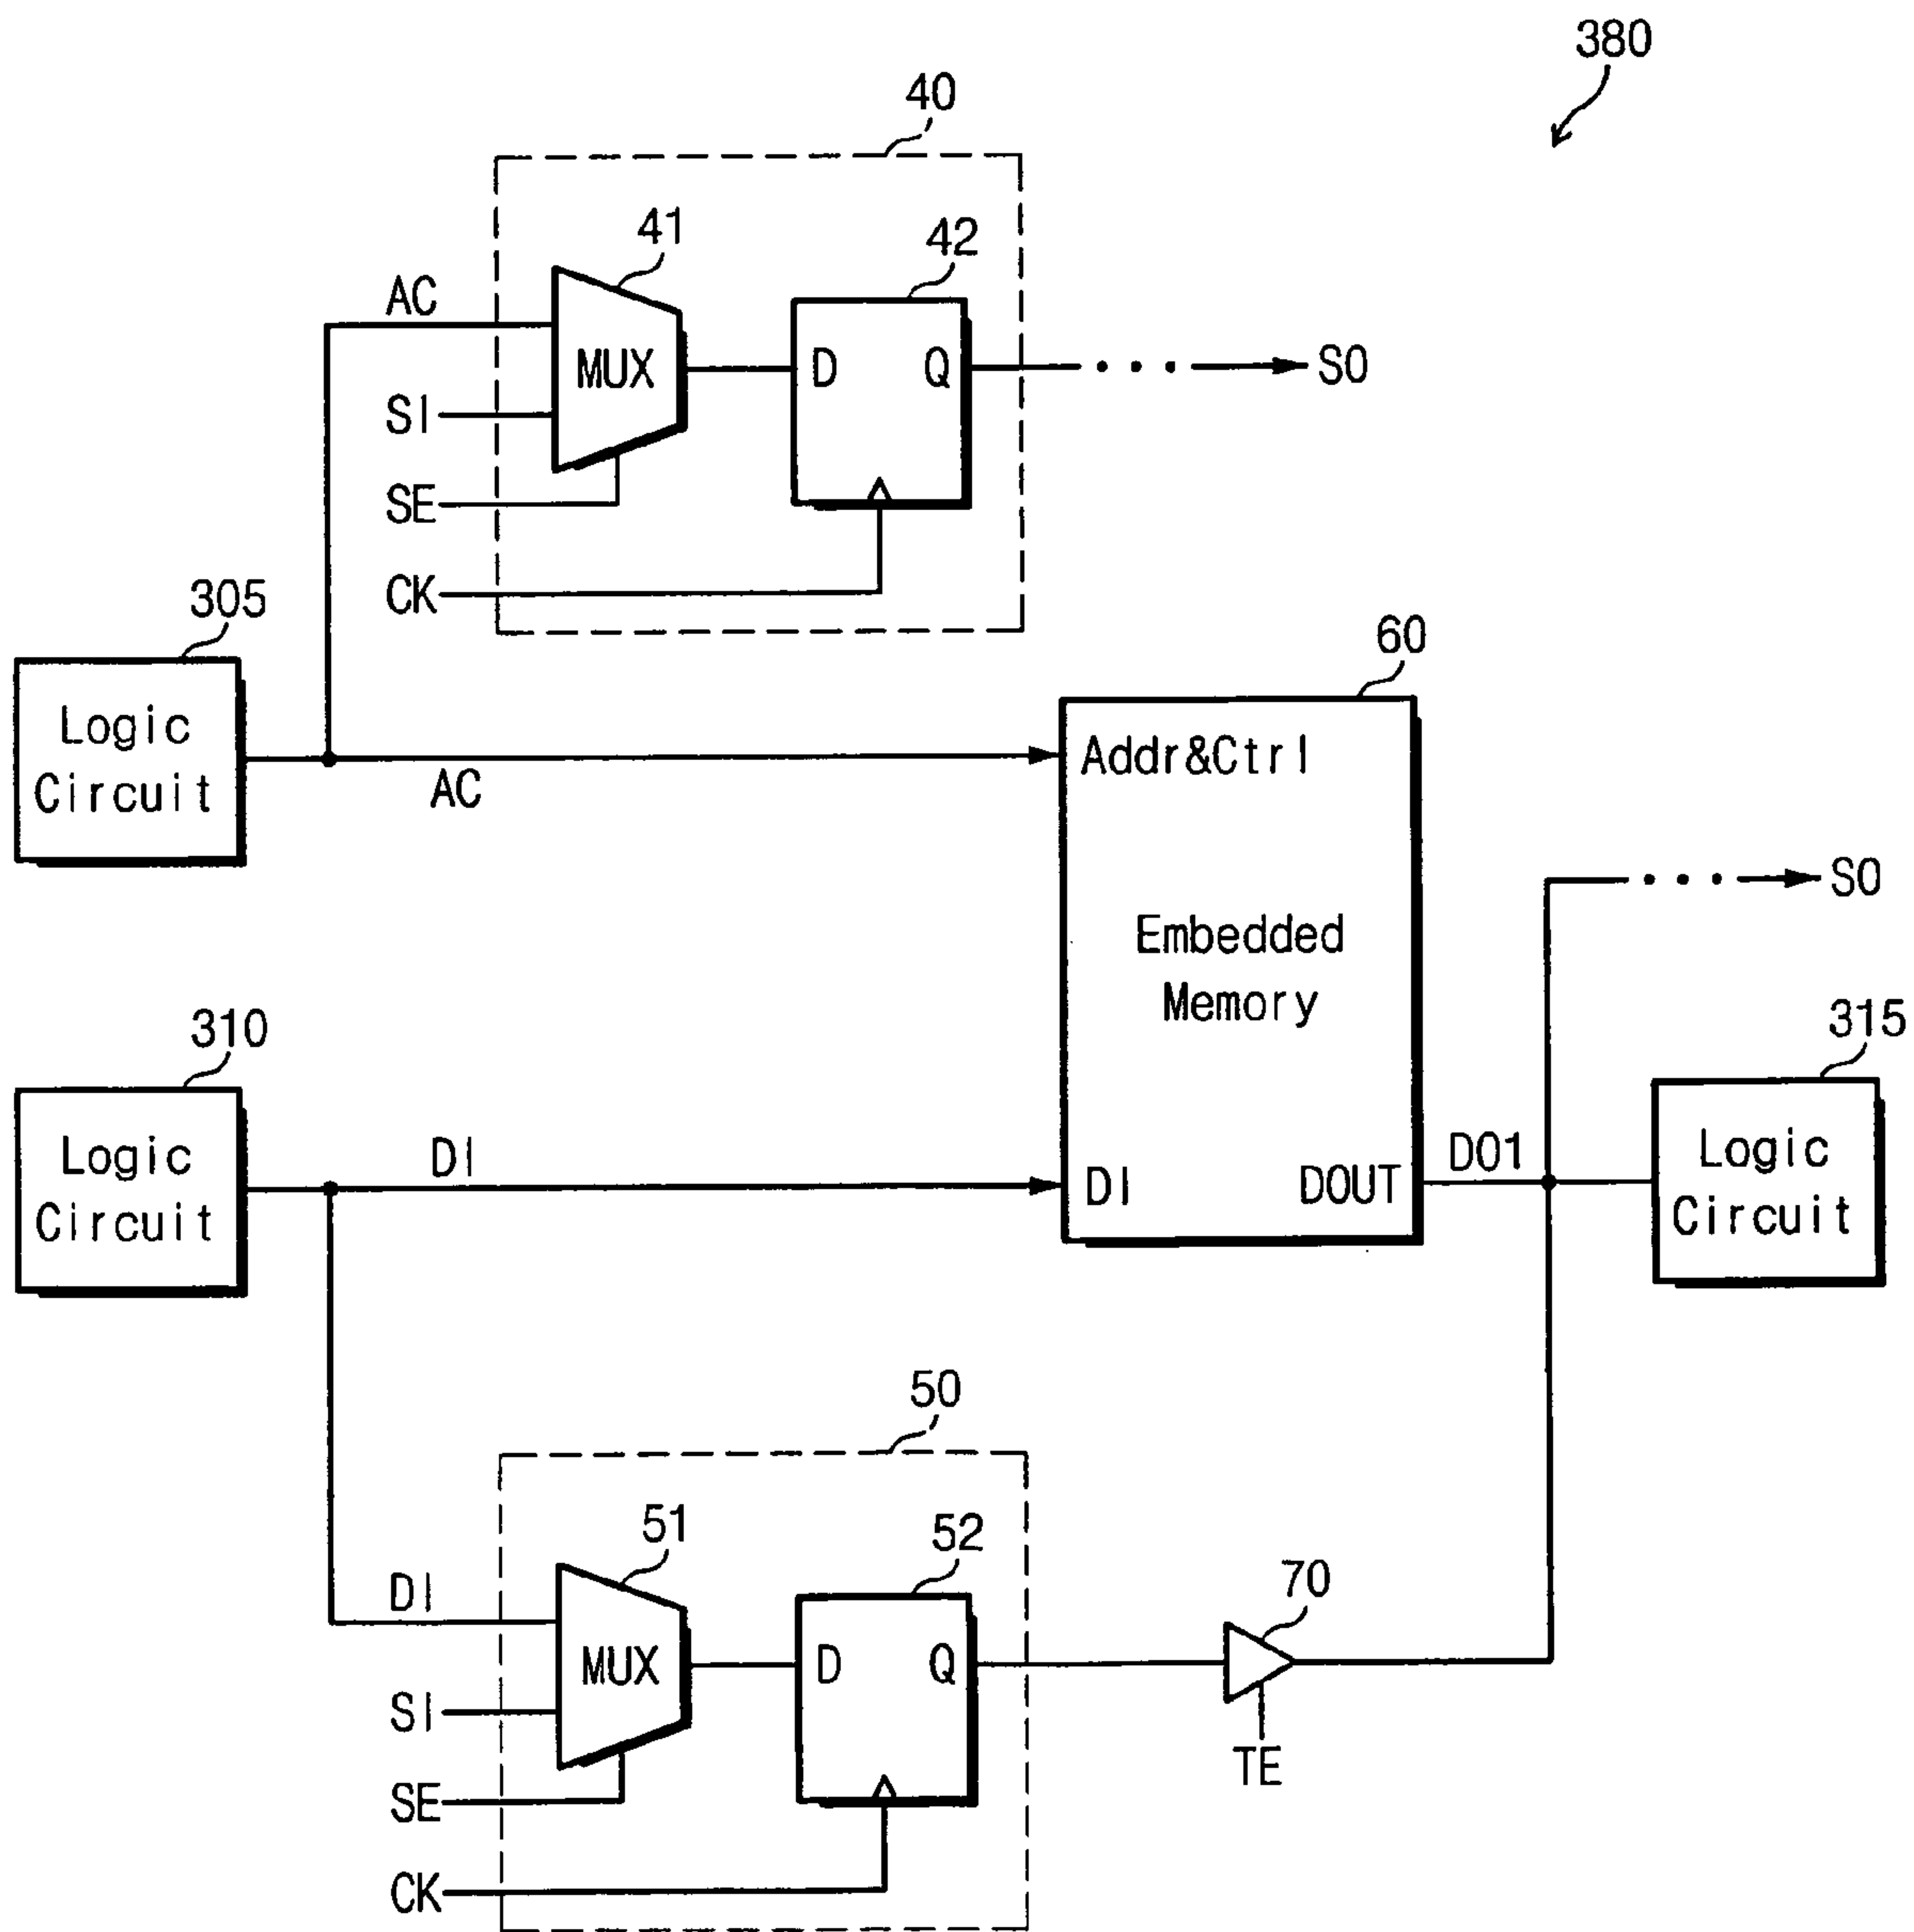 380
40
41
42
AC
MUX
D
Q
SI
SO
SE
CK
305
Logic
Circuit
AC
60
Addr&Ctrl
Embedded
Memory
DI
DOUT
SO
310
Logic
Circuit
DI
DO1
315
Logic
Circuit
50
51
52
DI
MUX
D
Q
SI
SE
CK
70
TE